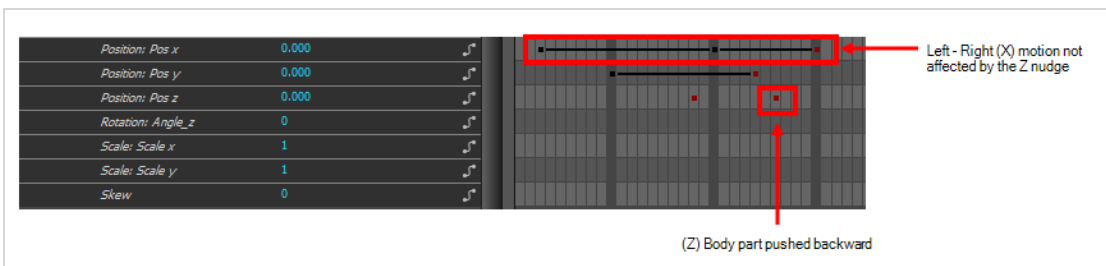 Position: Pos x 0.000
Left - Right (X) motion not
affected by the Z nudge
Position: Pos y 0.000
Position: Pos z 0.000
Rotation: Angle_z 0
Scale: Scale x 1
Scale: Scale y 1
Skew 0
(Z) Body part pushed backward